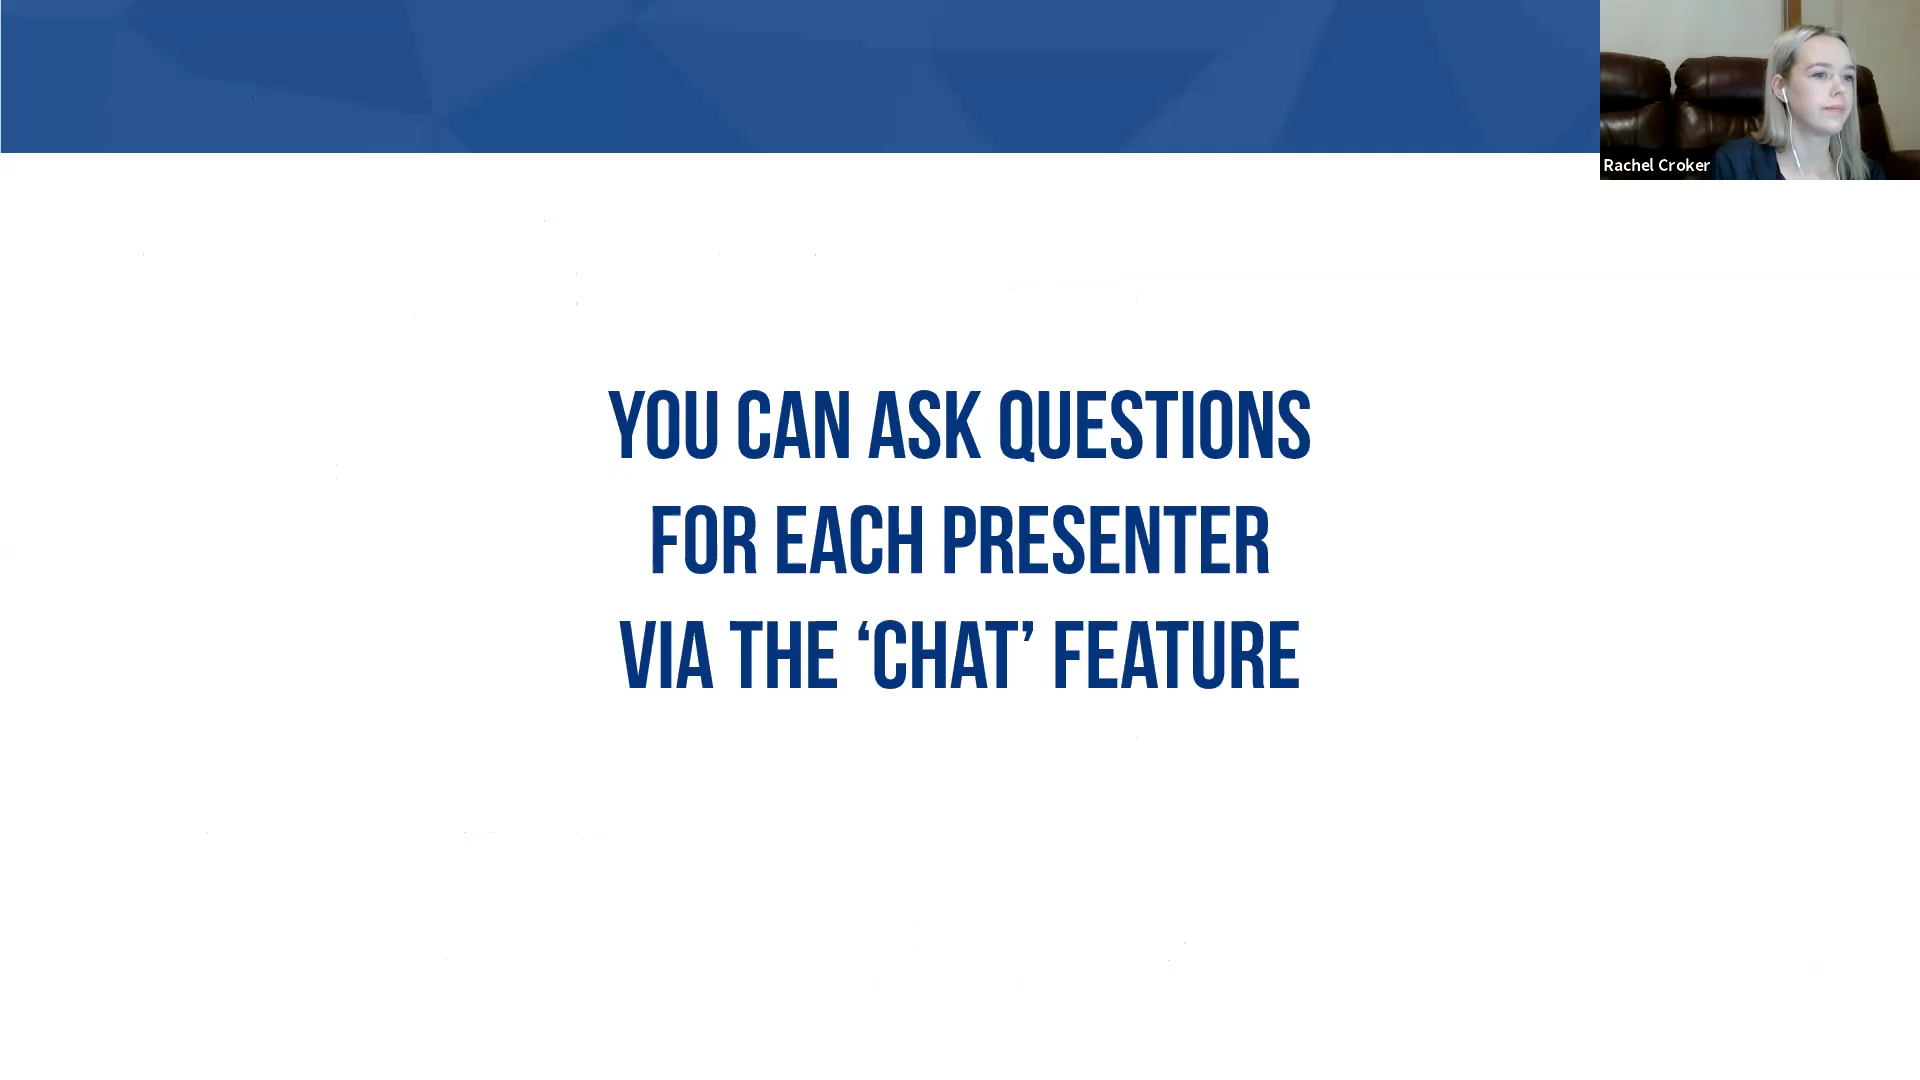 Rachel Croker
YOU CAN ASK QUESTIONS
FOR EACH PRESENTER
VIA THE ‘CHAT’ FEATURE